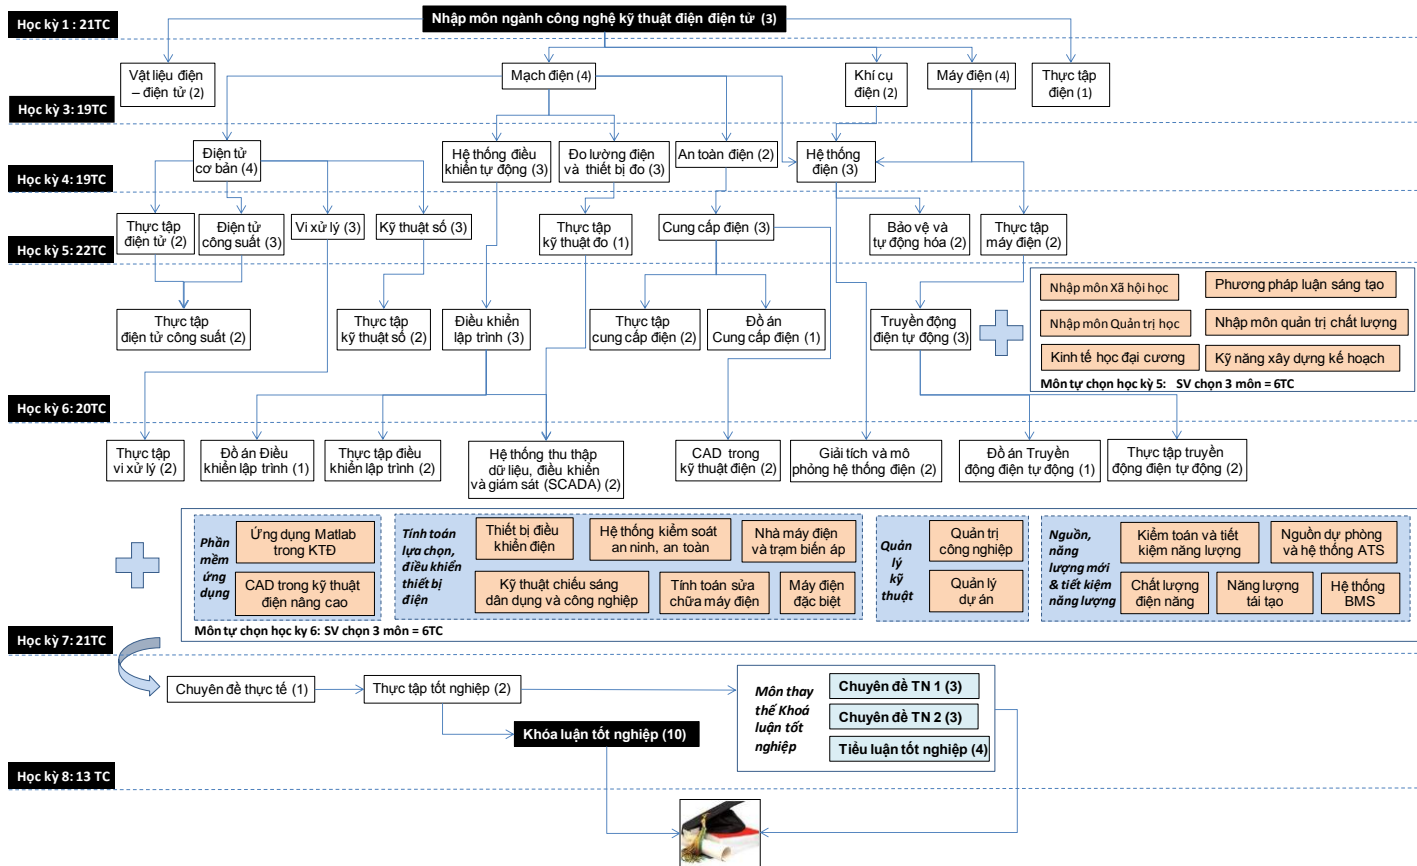 Học kỳ 1 : 21TC
Nhập môn ngành công nghệ kỹ thuật điện điện tử (3)
Vật liệu điện
– điện tử (2)
Mạch điện (4)
Khí cụ
điện (2)
Máy điện (4)
Thực tập
điện (1)
Học kỳ 3: 19TC
Điện tử
cơ bản (4)
Hệ thống điều
khiển tự động (3)
Đo lường điện
và thiết bị đo (3)
An toàn điện (2)
Hệ thống
điện (3)
Học kỳ 4: 19TC
Thực tập
điện tử (2)
Điện tử
công suất (3)
Vi xử lý (3)
Kỹ thuật số (3)
Thực tập
kỹ thuật đo (1)
Cung cấp điện (3)
Bảo vệ và
tự động hóa (2)
Thực tập
máy điện (2)
Học kỳ 5: 22TC
Thực tập
điện tử công suất (2)
Thực tập
kỹ thuật số (2)
Điều khiển
lập trình (3)
Thực tập
cung cấp điện (2)
Đồ án
Cung cấp điện (1)
Truyền động
điện tự động (3)
Nhập môn Xã hội học
Phương pháp luận sáng tạo
Nhập môn Quản trị học
Nhập môn quản trị chất lượng
Kinh tế học đại cương
Kỹ năng xây dựng kế hoạch
Môn tự chọn học kỳ 5: SV chọn 3 môn = 6TC
Học kỳ 6: 20TC
Thực tập
vi xử lý (2)
Đồ án Điều
khiển lập trình (1)
Thực tập điều
khiển lập trình (2)
Hệ thống thu thập
dữ liệu, điều khiển
và giám sát (SCADA) (2)
CAD trong
kỹ thuật điện (2)
Giải tích và mô
phỏng hệ thống điện (2)
Đồ án Truyền
động điện tự động (1)
Thực tập truyền
động điện tự động (2)
Phần
mềm
ứng
dụng
Ứng dụng Matlab
trong KTĐ
CAD trong kỹ thuật
điện nâng cao
Tính toán
lựa chọn,
điều khiển
thiết bị
điện
Thiết bị điều
khiển điện
Hệ thống kiểm soát
an ninh, an toàn
Nhà máy điện
và trạm biến áp
Kỹ thuật chiếu sáng
dân dụng và công nghiệp
Tính toán sửa
chữa máy điện
Máy điện
đặc biệt
Quản
lý
kỹ
thuật
Quản trị
công nghiệp
Quản lý
dự án
Nguồn,
năng
lượng mới
& tiết kiệm
năng lượng
Kiểm toán và tiết
kiệm năng lượng
Nguồn dự phòng
và hệ thống ATS
Chất lượng
điện năng
Năng lượng
tái tạo
Hệ thống
BMS
Môn tự chọn học ky 6: SV chọn 3 môn = 6TC
Học kỳ 7: 21TC
Chuyên đề thực tế (1)
Thực tập tốt nghiệp (2)
Khóa luận tốt nghiệp (10)
Môn thay
thế Khoá
luận tốt
nghiệp
Chuyên đề TN 1 (3)
Chuyên đề TN 2 (3)
Tiểu luận tốt nghiệp (4)
Học kỳ 8: 13 TC